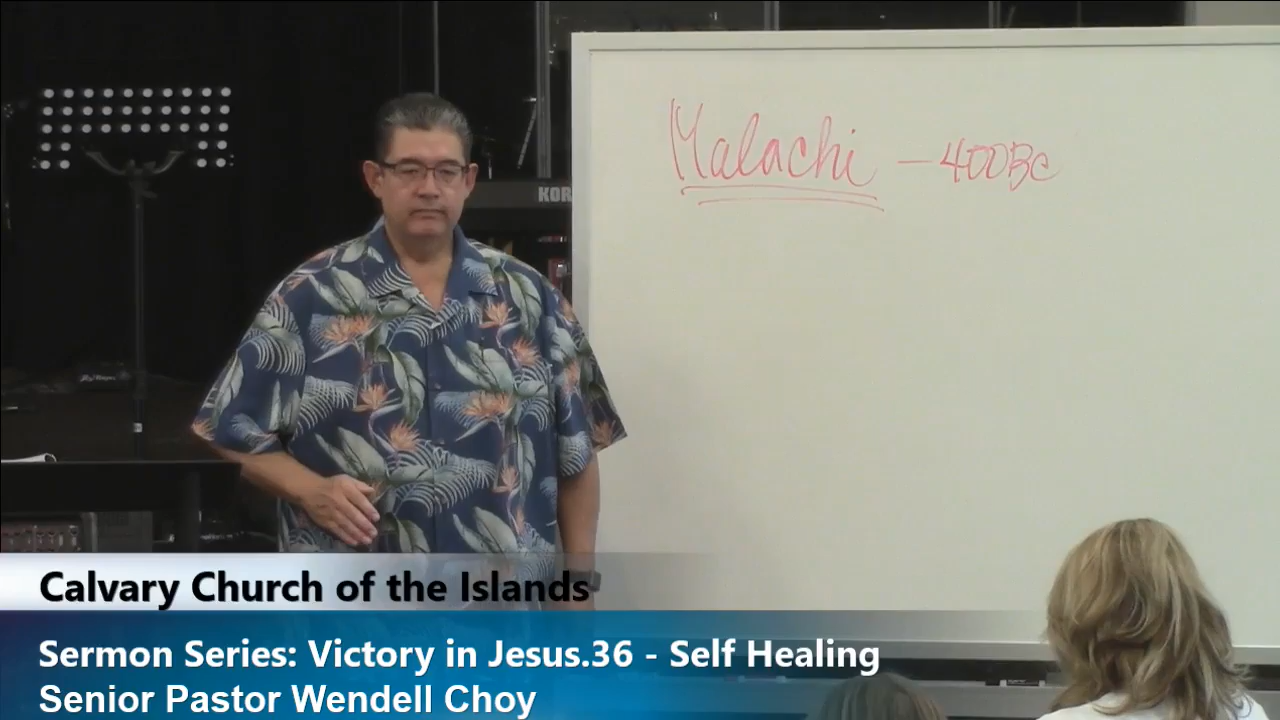 Malachi – 400BC
KOR
Calvary Church of the Islands
Sermon Series: Victory in Jesus.36 - Self Healing
Senior Pastor Wendell Choy